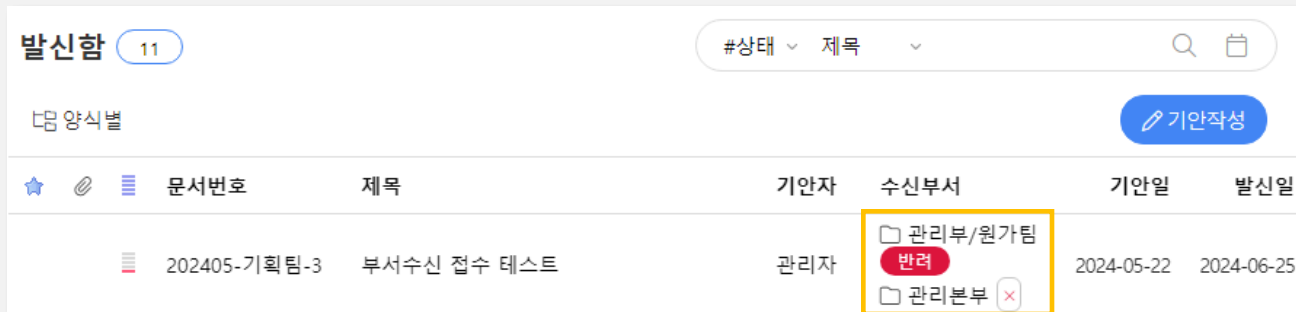 발신함 11
#상태 제목
양식별
기안작성
문서번호 제목 기안자 수신부서 기안일 발신일
202405-기획팀-3 부서수신 접수 테스트 관리자 관리부/원가팀 반려 관리본부 2024-05-22 2024-06-25